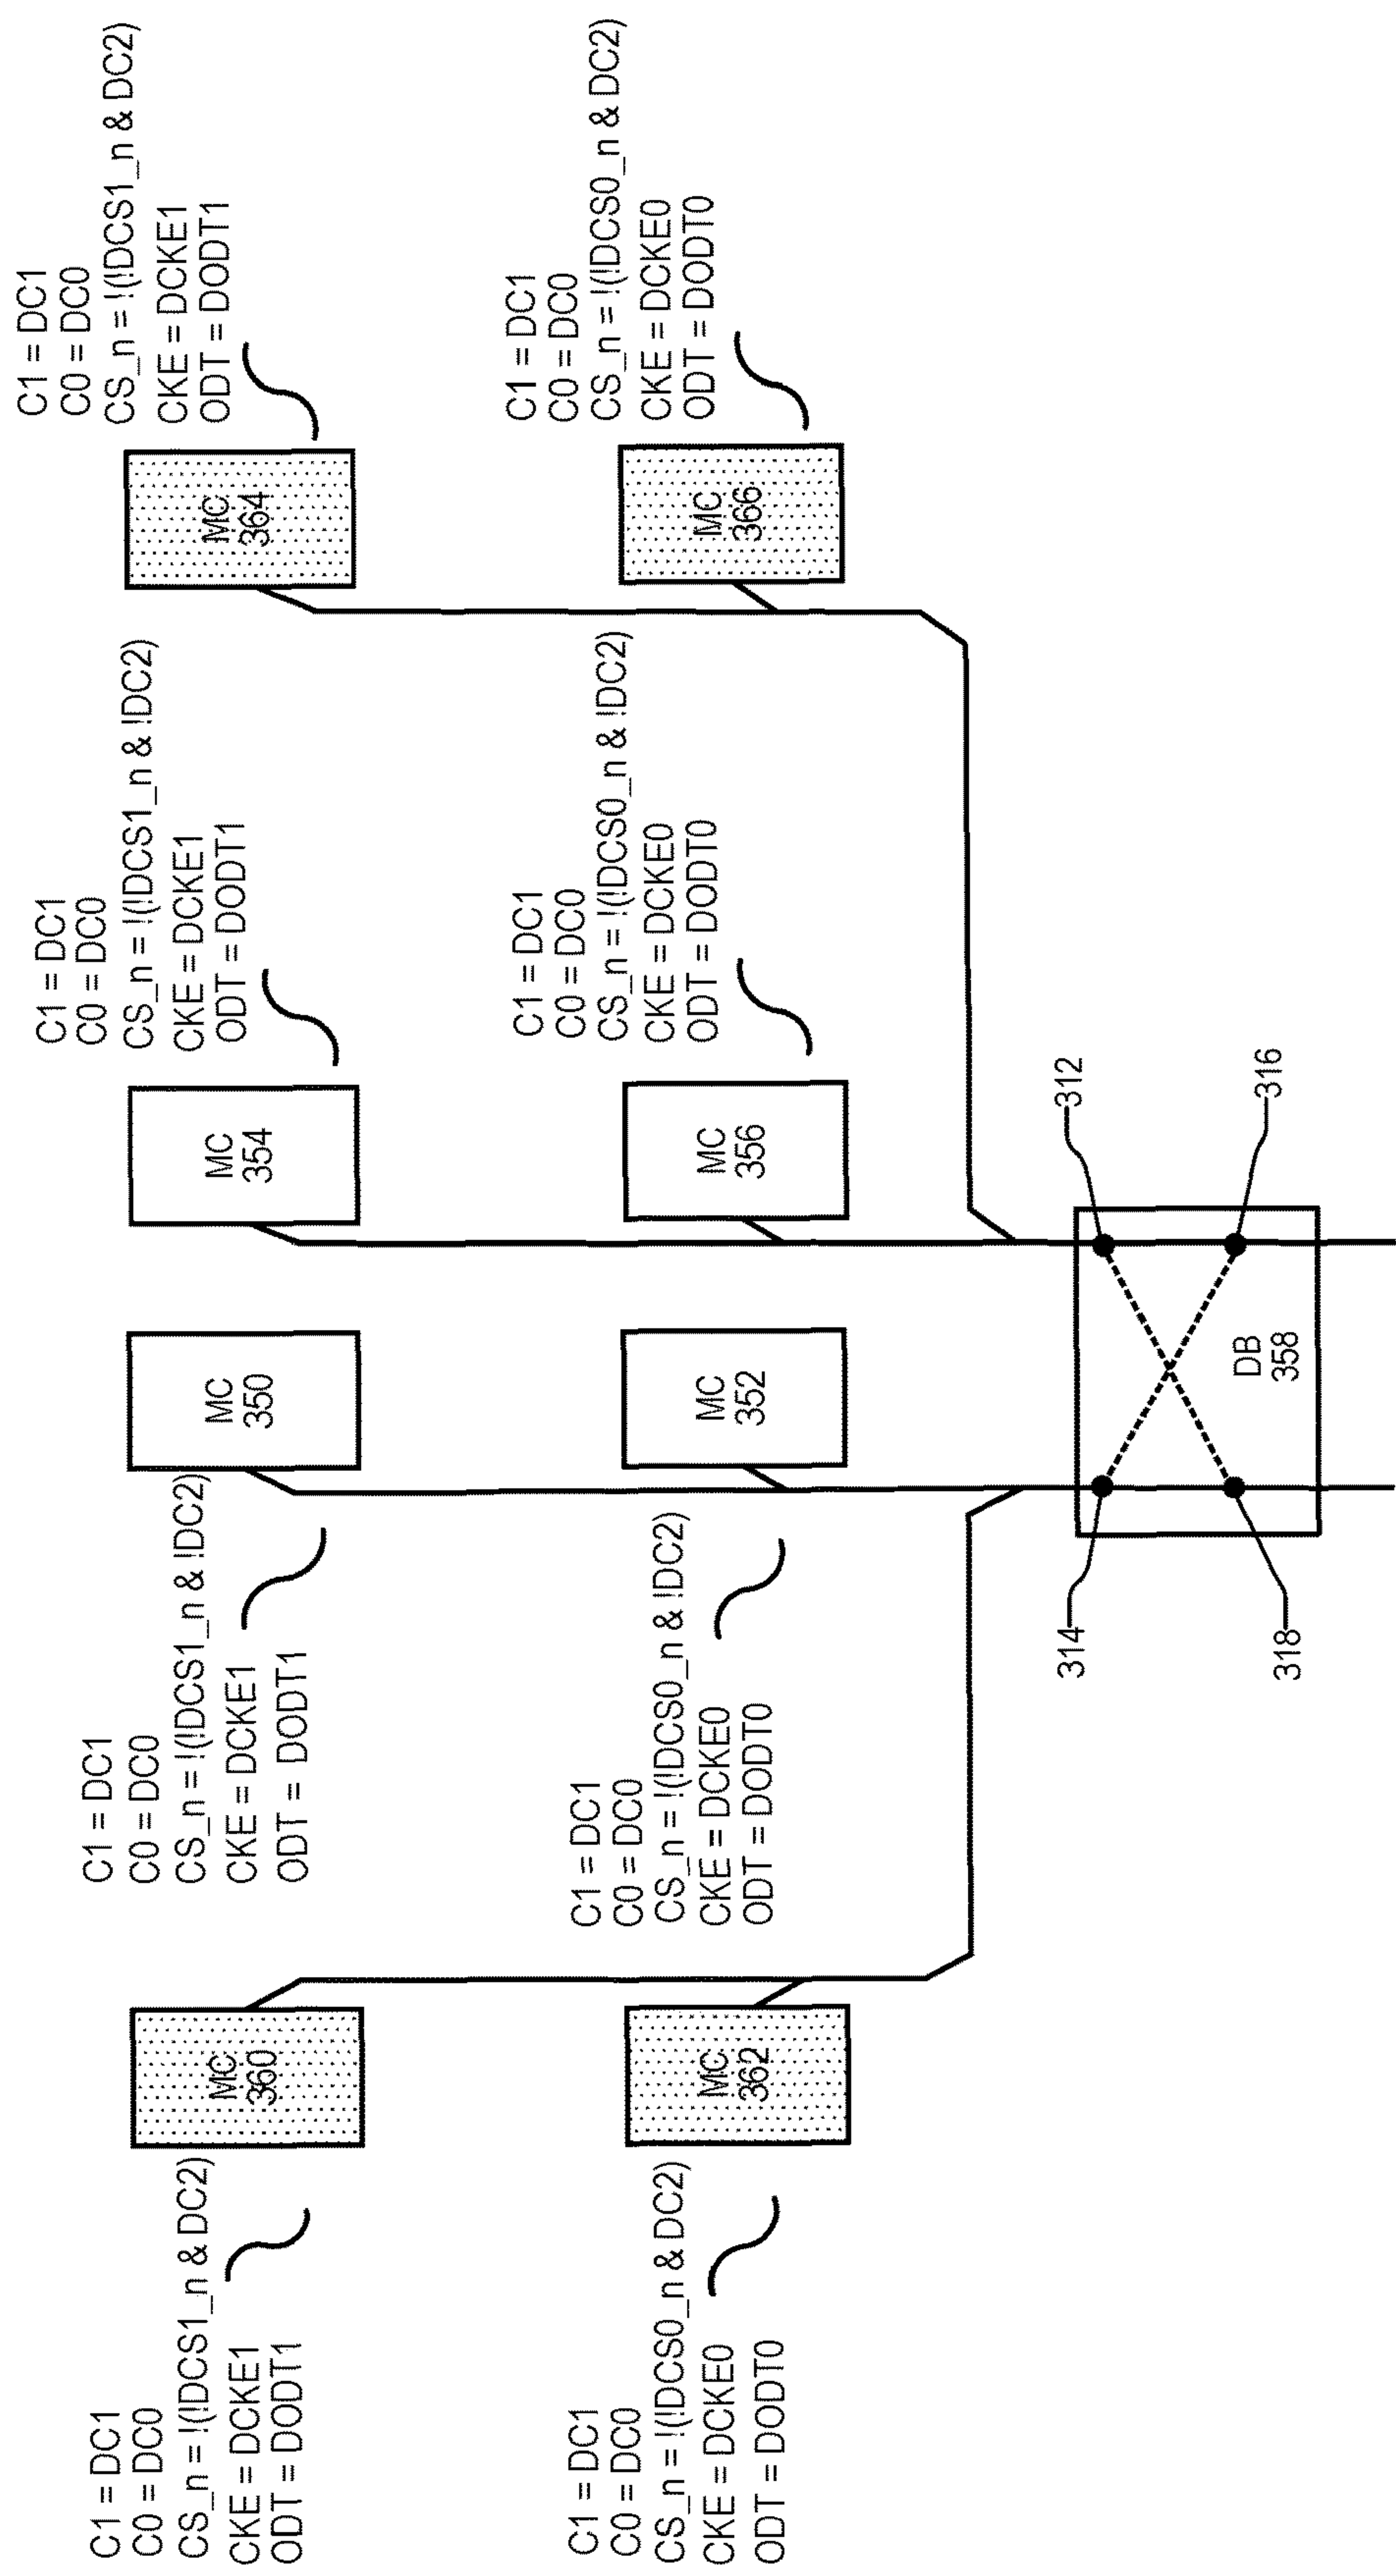 C1 = DC1
C0 = DC0
CS_n = !(!DCS1_n & DC2)
CKE = DCKE1
ODT = DODT1
MC
360
C1 = DC1
C0 = DC0
CS_n = !(!DCS1_n & !DC2)
CKE = DCKE1
ODT = DODT1
MC
350
MC
354
C1 = DC1
C0 = DC0
CS_n = !(!DCS1_n & !DC2)
CKE = DCKE1
ODT = DODT1
MC
364
C1 = DC1
C0 = DC0
CS_n = !(!DCS1_n & DC2)
CKE = DCKE1
ODT = DODT1
C1 = DC1
C0 = DC0
CS_n = !(!DCS0_n & DC2)
CKE = DCKE0
ODT = DODT0
MC
362
C1 = DC1
C0 = DC0
CS_n = !(!DCS0_n & !DC2)
CKE = DCKE0
ODT = DODT0
MC
352
MC
356
C1 = DC1
C0 = DC0
CS_n = !(!DCS0_n & !DC2)
CKE = DCKE0
ODT = DODT0
MC
366
C1 = DC1
C0 = DC0
CS_n = !(!DCS0_n & DC2)
CKE = DCKE0
ODT = DODT0
314
312
DB
358
318
316